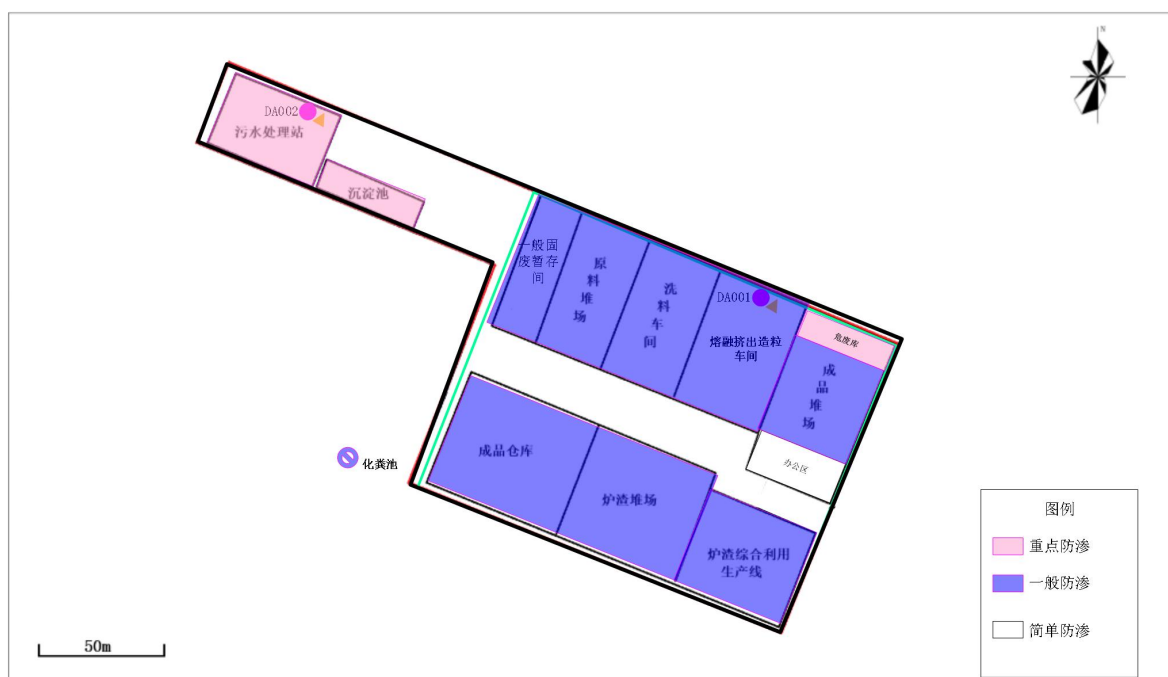 N
DA002
污水处理站
沉淀池
一般固
废暂存
间
原料堆场
洗料车间
DA001
熔融挤出造粒
车间
危废库
成品堆场
办公区
成品仓库
炉渣堆场
炉渣综合利用
生产线
化粪池
图例
重点防渗
一般防渗
简单防渗
50m